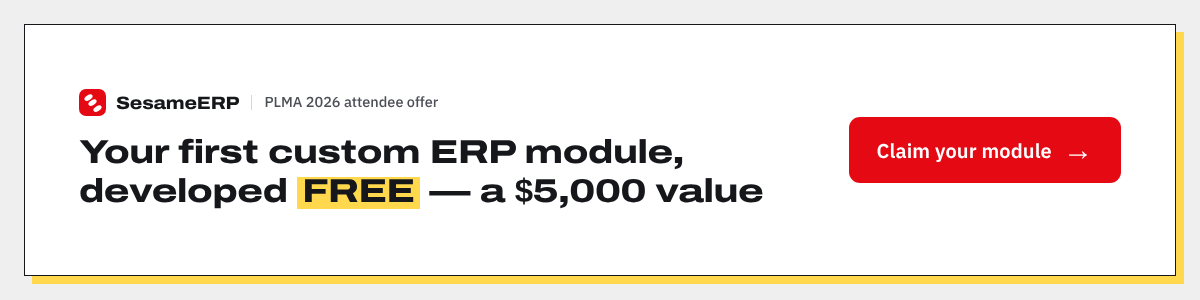 SesameERP | PLMA 2026 attendee offer
Your first custom ERP module,
developed FREE — a $5,000 value
Claim your module →